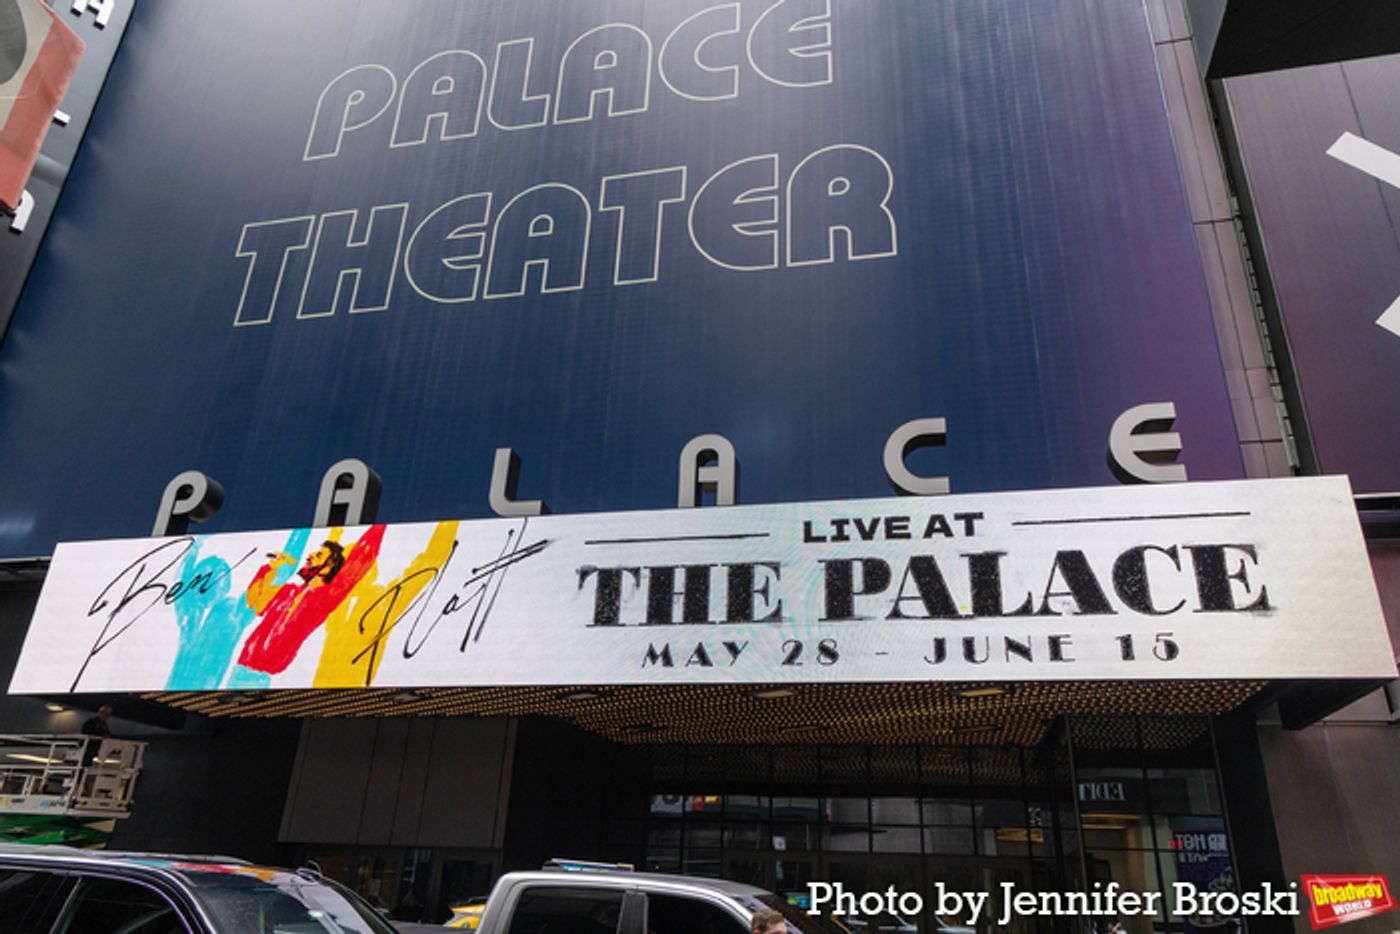 PALACE
THEATER
PALACE
Ben Platt
LIVE AT
THE PALACE
MAY 28 - JUNE 15
EDIT
Photo by Jennifer Broski
broadway
WORLD